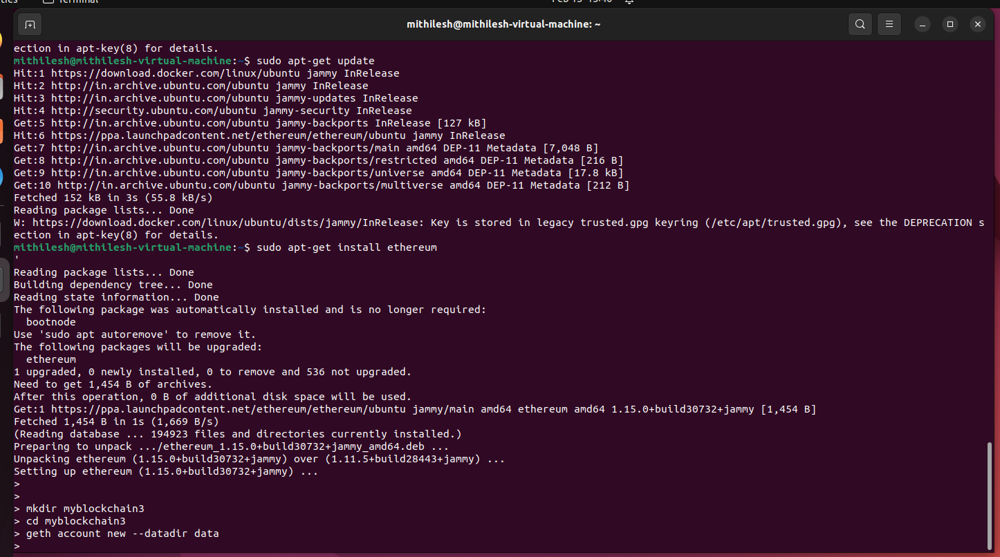 Terminal
Feb 15 15:40
mithilesh@mithilesh-virtual-machine: ~
ection in apt-key(8) for details.
mithilesh@mithilesh-virtual-machine:~$ sudo apt-get update
Hit:1 https://download.docker.com/linux/ubuntu jammy InRelease
Hit:2 http://in.archive.ubuntu.com/ubuntu jammy InRelease
Hit:3 http://in.archive.ubuntu.com/ubuntu jammy-updates InRelease
Hit:4 http://security.ubuntu.com/ubuntu jammy-security InRelease
Get:5 http://in.archive.ubuntu.com/ubuntu jammy-backports InRelease [127 kB]
Hit:6 https://ppa.launchpadcontent.net/ethereum/ethereum/ubuntu jammy InRelease
Get:7 http://in.archive.ubuntu.com/ubuntu jammy-backports/main amd64 DEP-11 Metadata [7,048 B]
Get:8 http://in.archive.ubuntu.com/ubuntu jammy-backports/restricted amd64 DEP-11 Metadata [216 B]
Get:9 http://in.archive.ubuntu.com/ubuntu jammy-backports/universe amd64 DEP-11 Metadata [17.8 kB]
Get:10 http://in.archive.ubuntu.com/ubuntu jammy-backports/multiverse amd64 DEP-11 Metadata [212 B]
Fetched 152 kB in 3s (55.8 kB/s)
Reading package lists... Done
W: https://download.docker.com/linux/ubuntu/dists/jammy/InRelease: Key is stored in legacy trusted.gpg keyring (/etc/apt/trusted.gpg), see the DEPRECATION s
ection in apt-key(8) for details.
mithilesh@mithilesh-virtual-machine:~$ sudo apt-get install ethereum
'
Reading package lists... Done
Building dependency tree... Done
Reading state information... Done
The following package was automatically installed and is no longer required:
  bootnode
Use 'sudo apt autoremove' to remove it.
The following packages will be upgraded:
  ethereum
1 upgraded, 0 newly installed, 0 to remove and 536 not upgraded.
Need to get 1,454 B of archives.
After this operation, 0 B of additional disk space will be used.
Get:1 https://ppa.launchpadcontent.net/ethereum/ethereum/ubuntu jammy/main amd64 ethereum amd64 1.15.0+build30732+jammy [1,454 B]
Fetched 1,454 B in 1s (1,669 B/s)
(Reading database ... 194923 files and directories currently installed.)
Preparing to unpack .../ethereum_1.15.0+build30732+jammy_amd64.deb ...
Unpacking ethereum (1.15.0+build30732+jammy) over (1.11.5+build28443+jammy) ...
Setting up ethereum (1.15.0+build30732+jammy) ...
>
>
> mkdir myblockchain3
> cd myblockchain3
> geth account new --datadir data
>